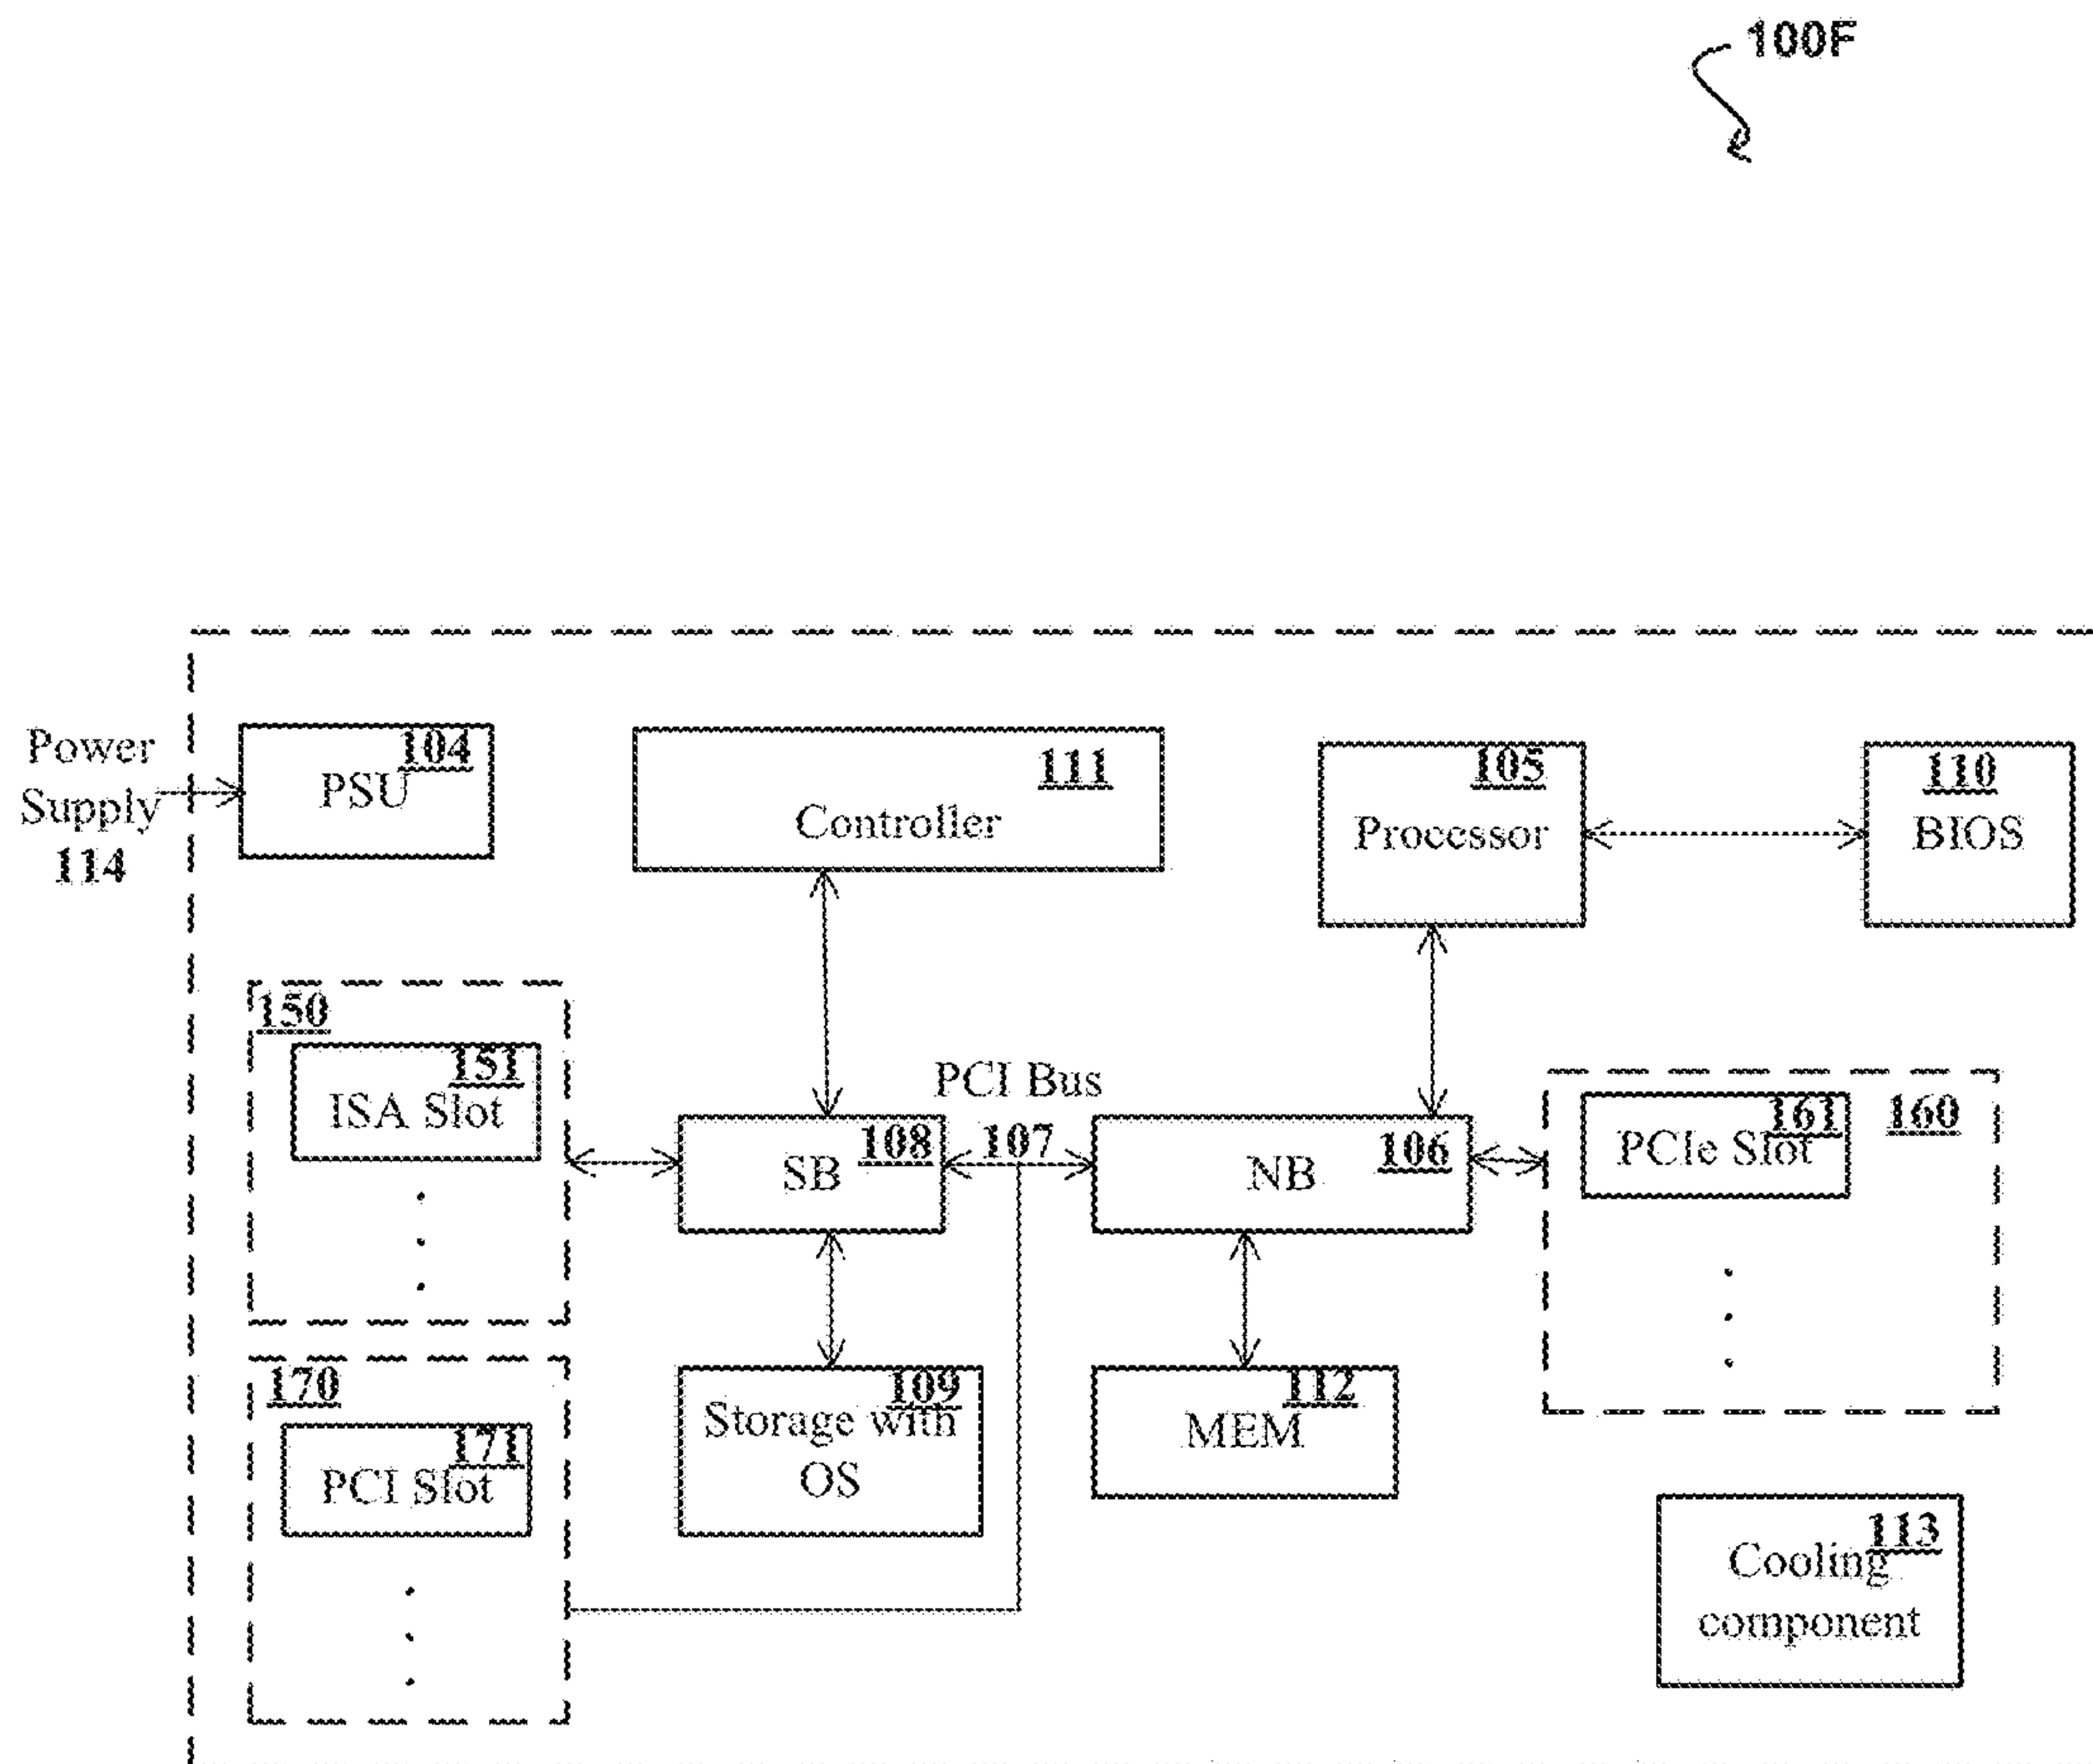 100F
Power
Supply
114
104
PSU
111
Controller
105
Processor
110
BIOS
150
151
ISA Slot
PCI Bus
107
108
SB
106
NB
161
PCIe Slot
160
170
171
PCI Slot
109
Storage with
OS
112
MEM
113
Cooling
component